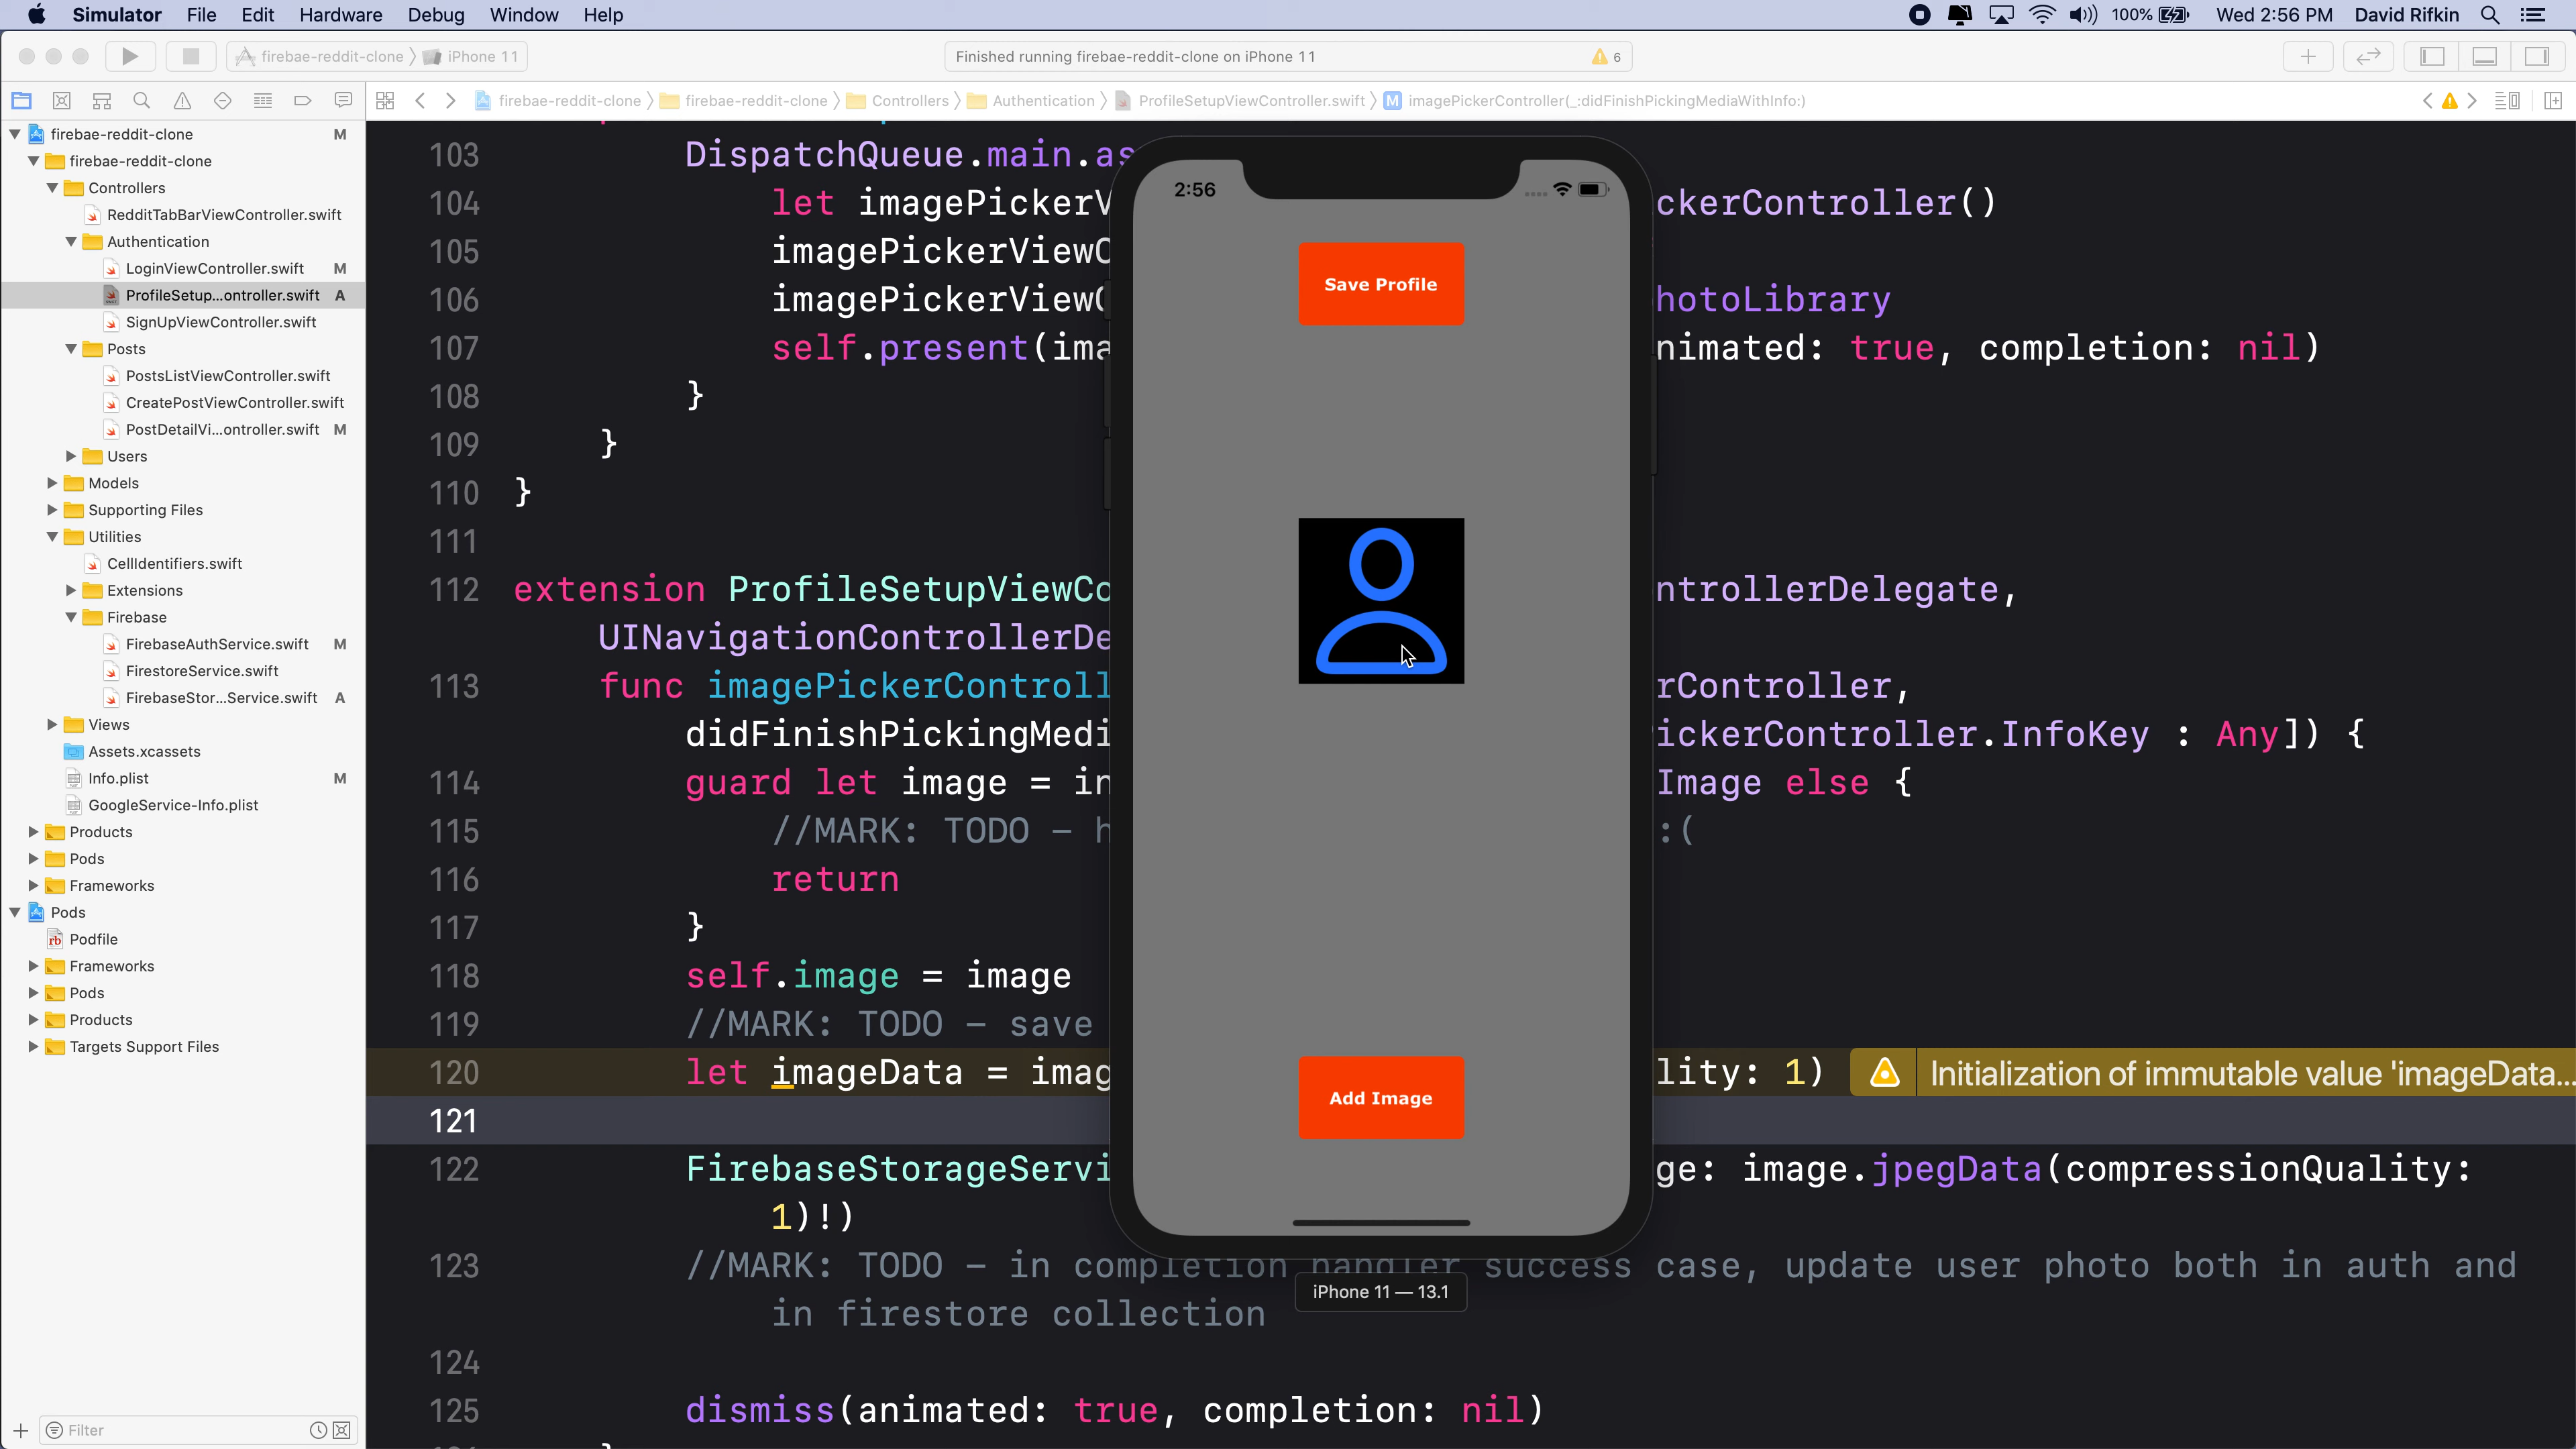 Simulator File Edit Hardware Debug Window Help 100% Wed 2:56 PM David Rifkin
firebae-reddit-clone iPhone 11 Finished running firebae-reddit-clone on iPhone 11 6
firebae-reddit-clone firebae-reddit-clone Controllers Authentication ProfileSetupViewController.swift M imagePickerController(_:didFinishPickingMediaWithInfo:)
firebae-reddit-clone M
firebae-reddit-clone
Controllers
RedditTabBarViewController.swift
Authentication
LoginViewController.swift M
ProfileSetup...ontroller.swift A
SignUpViewController.swift
Posts
PostsListViewController.swift
CreatePostViewController.swift
PostDetailVi...ontroller.swift M
Users
Models
Supporting Files
Utilities
CellIdentifiers.swift
Extensions
Firebase
FirebaseAuthService.swift M
FirestoreService.swift
FirebaseStor...Service.swift A
Views
Assets.xcassets
Info.plist M
GoogleService-Info.plist
Products
Pods
Frameworks
Pods
rb Podfile
Frameworks
Pods
Products
Targets Support Files
Filter
103 DispatchQueue.main.as
104 let imagePickerV ckerController()
105 imagePickerViewC
106 imagePickerViewC hotoLibrary
107 self.present(ima nimated: true, completion: nil)
108 }
109 }
110 }
111
112 extension ProfileSetupViewCo ntrollerDelegate,
UINavigationControllerDe
113 func imagePickerControll rController,
didFinishPickingMedi ickerController.InfoKey : Any]) {
114 guard let image = in Image else {
115 //MARK: TODO - h :(
116 return
117 }
118 self.image = image
119 //MARK: TODO - save
120 let imageData = imag lity: 1) Initialization of immutable value 'imageData...
121
122 FirebaseStorageServi ge: image.jpegData(compressionQuality:
1)!)
123 //MARK: TODO - in completion handler success case, update user photo both in auth and
in firestore collection
124
125 dismiss(animated: true, completion: nil)
2:56
Save Profile
Add Image
iPhone 11 — 13.1